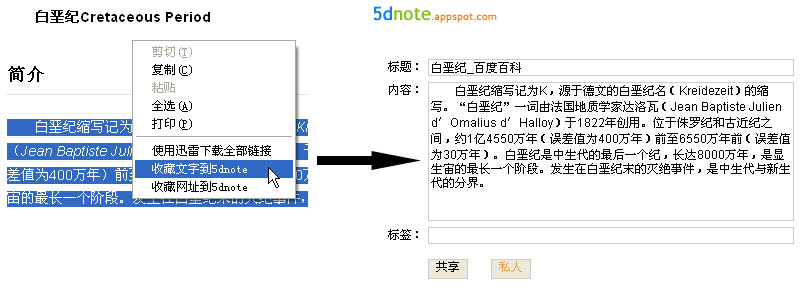 白垩纪Cretaceous Period
简介
白垩纪缩写记为
(Jean Baptiste Juli
差值为400万年）前至
宙的最长一个阶段。发生在白垩纪末的灭绝事件，
剪切(T)
复制(C)
粘贴
全选(A)
打印(P)
使用迅雷下载全部链接
收藏文字到5dnote
收藏网址到5dnote
5dnote.appspot.com
标题： 白垩纪_百度百科
内容： 白垩纪缩写记为K，源于德文的白垩纪名（Kreidezeit）的缩
写。“白垩纪”一词由法国地质学家达洛瓦（Jean Baptiste Julien
d’Omalius d’Halloy）于1822年创用。位于侏罗纪和古近纪之
间，约1亿4550万年（误差值为400万年）前至6550万年前（误差值
为30万年）。白垩纪是中生代的最后一个纪，长达8000万年，是显
生宙的最长一个阶段。发生在白垩纪末的灭绝事件，是中生代与新生
代的分界。
标签：
共享 私人